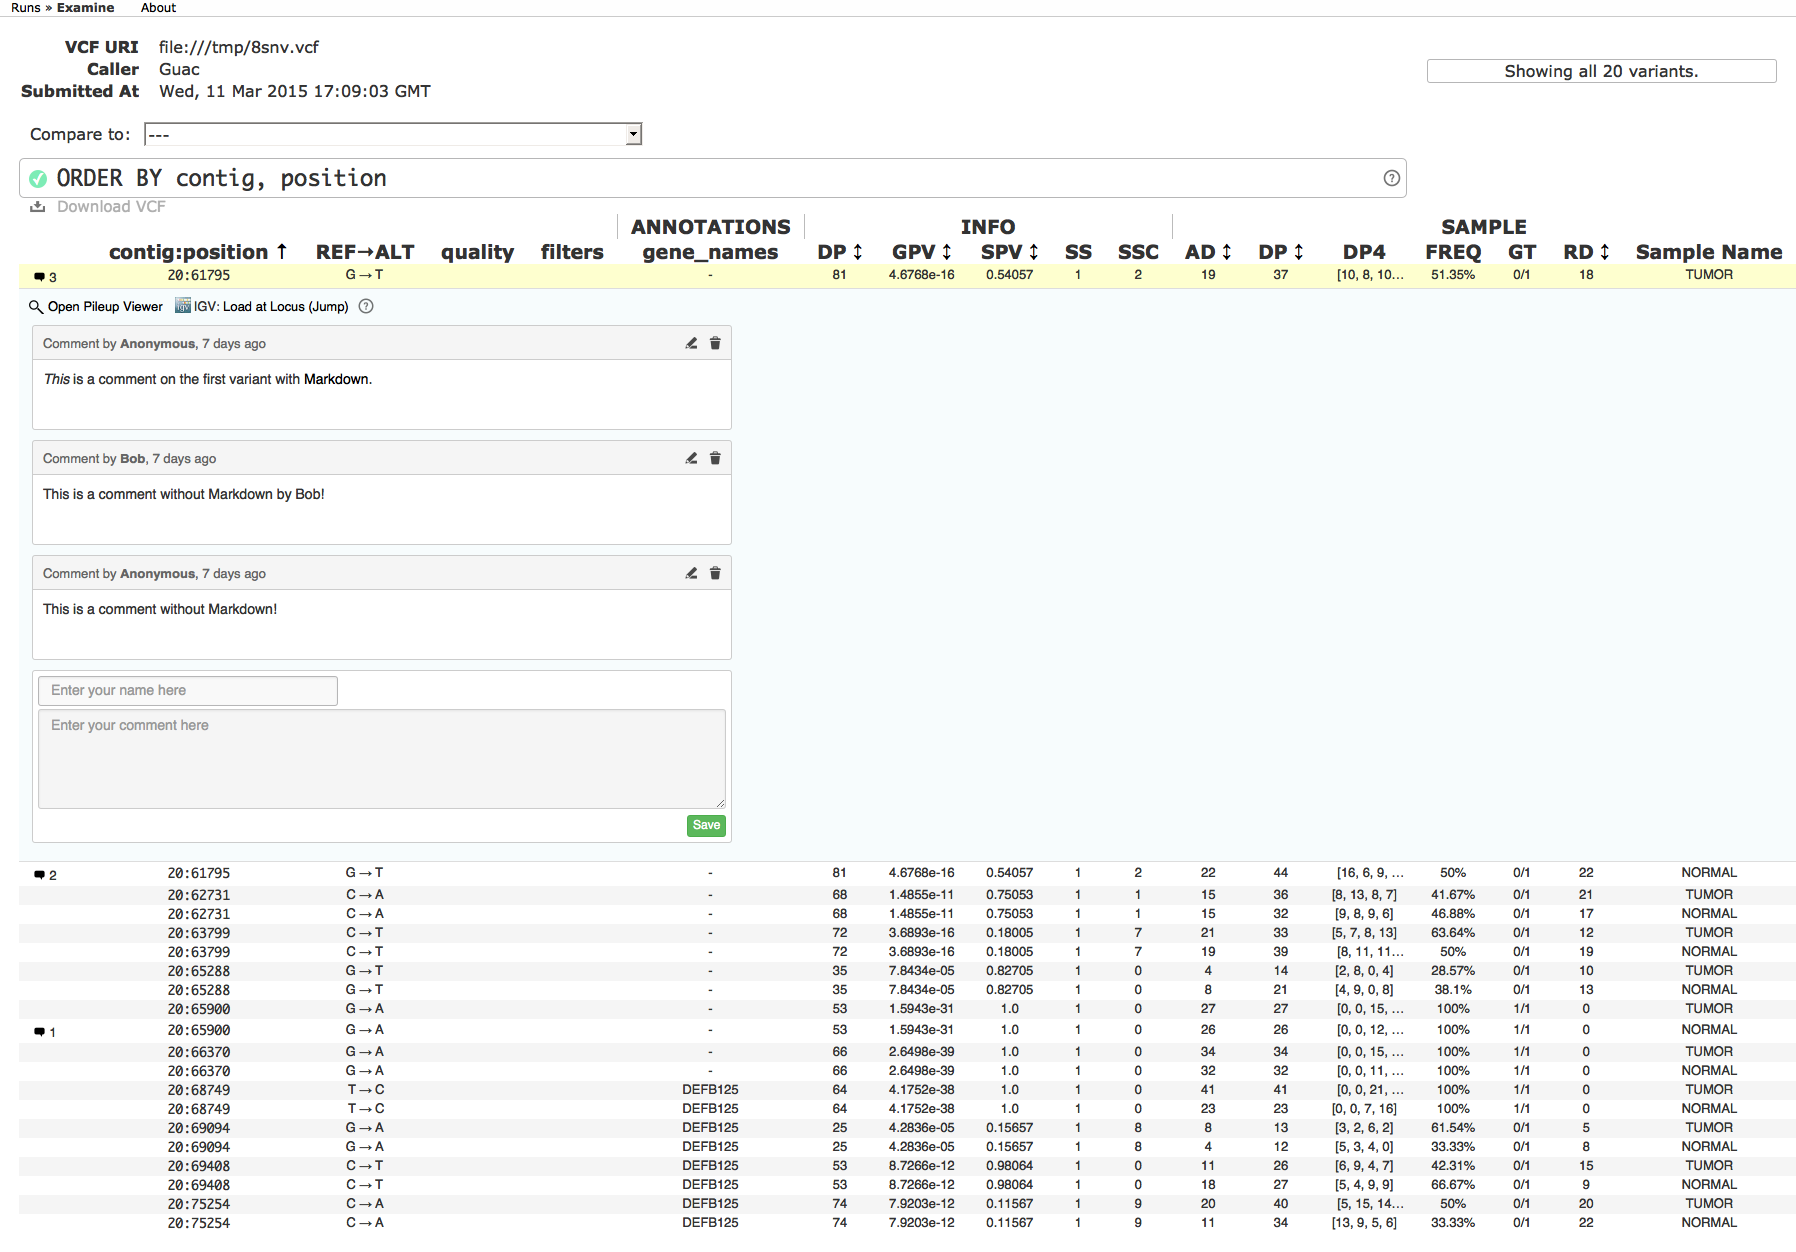 Runs » Examine About
VCF URI file:///tmp/8snv.vcf
Caller Guac
Submitted At Wed, 11 Mar 2015 17:09:03 GMT
Showing all 20 variants.
Compare to: ---
ORDER BY contig, position
Download VCF
ANNOTATIONS INFO SAMPLE
contig:position ↑ REF→ALT quality filters gene_names DP ↕ GPV ↕ SPV ↕ SS SSC AD ↕ DP ↕ DP4 FREQ GT RD ↕ Sample Name
3 20:61795 G→T - 81 4.6768e-16 0.54057 1 2 19 37 [10, 8, 10... 51.35% 0/1 18 TUMOR
Open Pileup Viewer IGV: Load at Locus (Jump) ?
Comment by Anonymous, 7 days ago
This is a comment on the first variant with Markdown.
Comment by Bob, 7 days ago
This is a comment without Markdown by Bob!
Comment by Anonymous, 7 days ago
This is a comment without Markdown!
Enter your name here
Enter your comment here
Save
2 20:61795 G→T - 81 4.6768e-16 0.54057 1 2 22 44 [16, 6, 9, ... 50% 0/1 22 NORMAL
20:62731 C→A - 68 1.4855e-11 0.75053 1 1 15 36 [8, 13, 8, 7] 41.67% 0/1 21 TUMOR
20:62731 C→A - 68 1.4855e-11 0.75053 1 1 15 32 [9, 8, 9, 6] 46.88% 0/1 17 NORMAL
20:63799 C→T - 72 3.6893e-16 0.18005 1 7 21 33 [5, 7, 8, 13] 63.64% 0/1 12 TUMOR
20:63799 C→T - 72 3.6893e-16 0.18005 1 7 19 39 [8, 11, 11... 50% 0/1 19 NORMAL
20:65288 G→T - 35 7.8434e-05 0.82705 1 0 4 14 [2, 8, 0, 4] 28.57% 0/1 10 TUMOR
20:65288 G→T - 35 7.8434e-05 0.82705 1 0 8 21 [4, 9, 0, 8] 38.1% 0/1 13 NORMAL
20:65900 G→A - 53 1.5943e-31 1.0 1 0 27 27 [0, 0, 15, ... 100% 1/1 0 TUMOR
1 20:65900 G→A - 53 1.5943e-31 1.0 1 0 26 26 [0, 0, 12, ... 100% 1/1 0 NORMAL
20:66370 G→A - 66 2.6498e-39 1.0 1 0 34 34 [0, 0, 15, ... 100% 1/1 0 TUMOR
20:66370 G→A - 66 2.6498e-39 1.0 1 0 32 32 [0, 0, 11, ... 100% 1/1 0 NORMAL
20:68749 T→C DEFB125 64 4.1752e-38 1.0 1 0 41 41 [0, 0, 21, ... 100% 1/1 0 TUMOR
20:68749 T→C DEFB125 64 4.1752e-38 1.0 1 0 23 23 [0, 0, 7, 16] 100% 1/1 0 NORMAL
20:69094 G→A DEFB125 25 4.2836e-05 0.15657 1 8 8 13 [3, 2, 6, 2] 61.54% 0/1 5 TUMOR
20:69094 G→A DEFB125 25 4.2836e-05 0.15657 1 8 4 12 [5, 3, 4, 0] 33.33% 0/1 8 NORMAL
20:69408 C→T DEFB125 53 8.7266e-12 0.98064 1 0 11 26 [6, 9, 4, 7] 42.31% 0/1 15 TUMOR
20:69408 C→T DEFB125 53 8.7266e-12 0.98064 1 0 18 27 [5, 4, 9, 9] 66.67% 0/1 9 NORMAL
20:75254 C→A DEFB125 74 7.9203e-12 0.11567 1 9 20 40 [5, 15, 14... 50% 0/1 20 TUMOR
20:75254 C→A DEFB125 74 7.9203e-12 0.11567 1 9 11 34 [13, 9, 5, 6] 33.33% 0/1 22 NORMAL